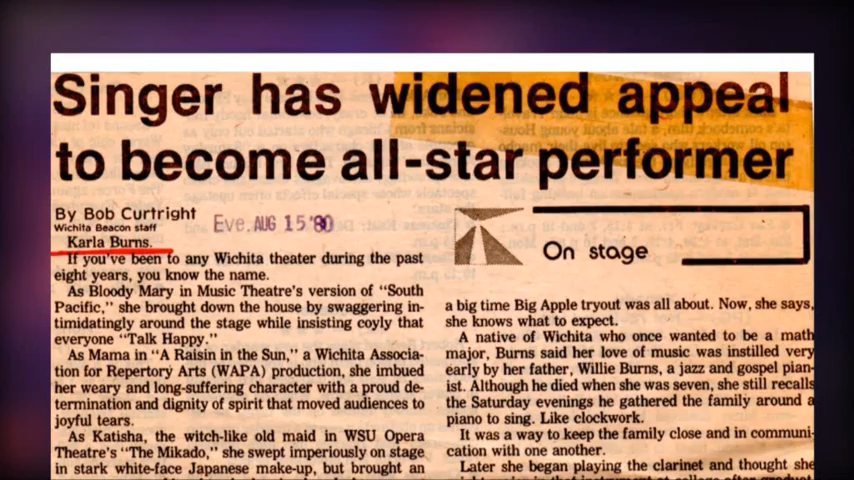 Singer has widened appeal
to become all-star performer
By Bob Curtright
Wichita Beacon staff
Eve. AUG 15 '80
Karla Burns.
If you've been to any Wichita theater during the past
eight years, you know the name.
As Bloody Mary in Music Theatre's version of "South
Pacific," she brought down the house by swaggering in-
timidatingly around the stage while insisting coyly that
everyone "Talk Happy."
As Mama in "A Raisin in the Sun," a Wichita Associa-
tion for Repertory Arts (WAPA) production, she imbued
her weary and long-suffering character with a proud de-
termination and dignity of spirit that moved audiences to
joyful tears.
As Katisha, the witch-like old maid in WSU Opera
Theatre's "The Mikado," she swept imperiously on stage
in stark white-face Japanese make-up, but brought an
On stage
a big time Big Apple tryout was all about. Now, she says,
she knows what to expect.
A native of Wichita who once wanted to be a math
major, Burns said her love of music was instilled very
early by her father, Willie Burns, a jazz and gospel pian-
ist. Although he died when she was seven, she still recalls
the Saturday evenings he gathered the family around a
piano to sing. Like clockwork.
It was a way to keep the family close and in communi-
cation with one another.
Later she began playing the clarinet and thought she